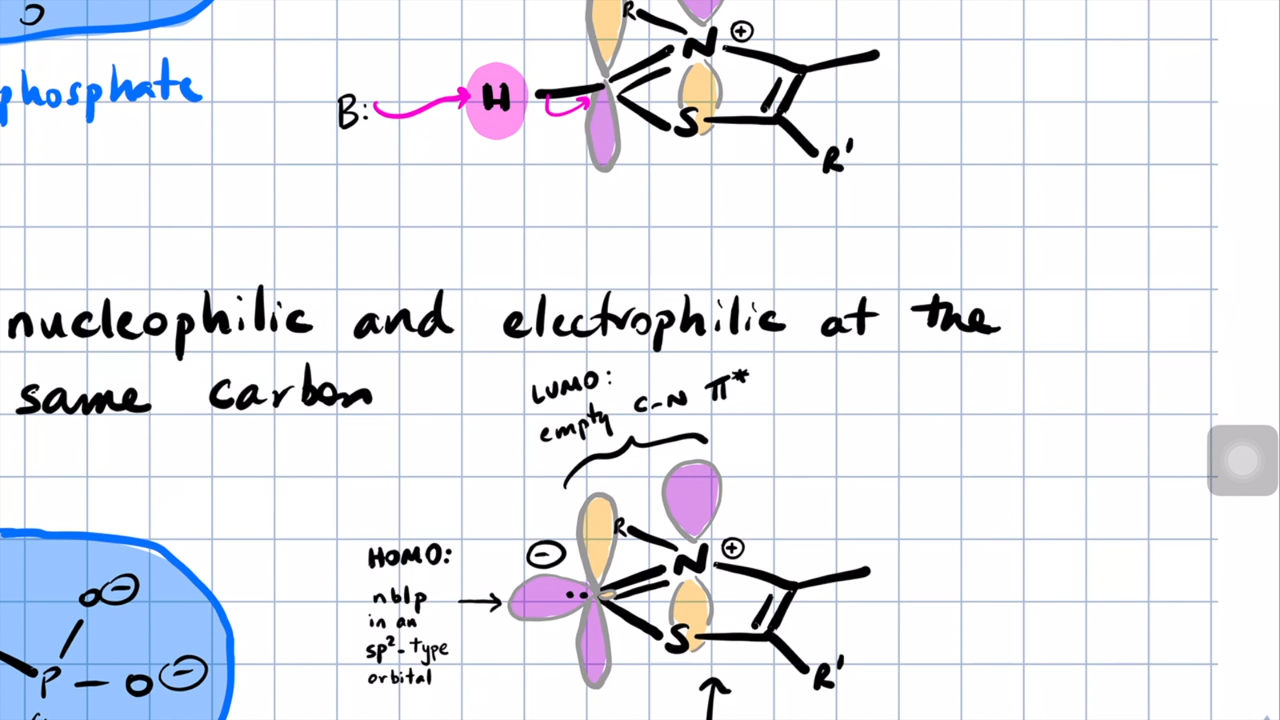 R N ⊕
phosphate
B: H
S
R'
nucleophilic and electrophilic at the
same carbon
LUMO:
empty C-N π*
HOMO:
nblp
in an
sp²-type
orbital
⊖
R N ⊕
S
R'
O⊖
P – O⊖